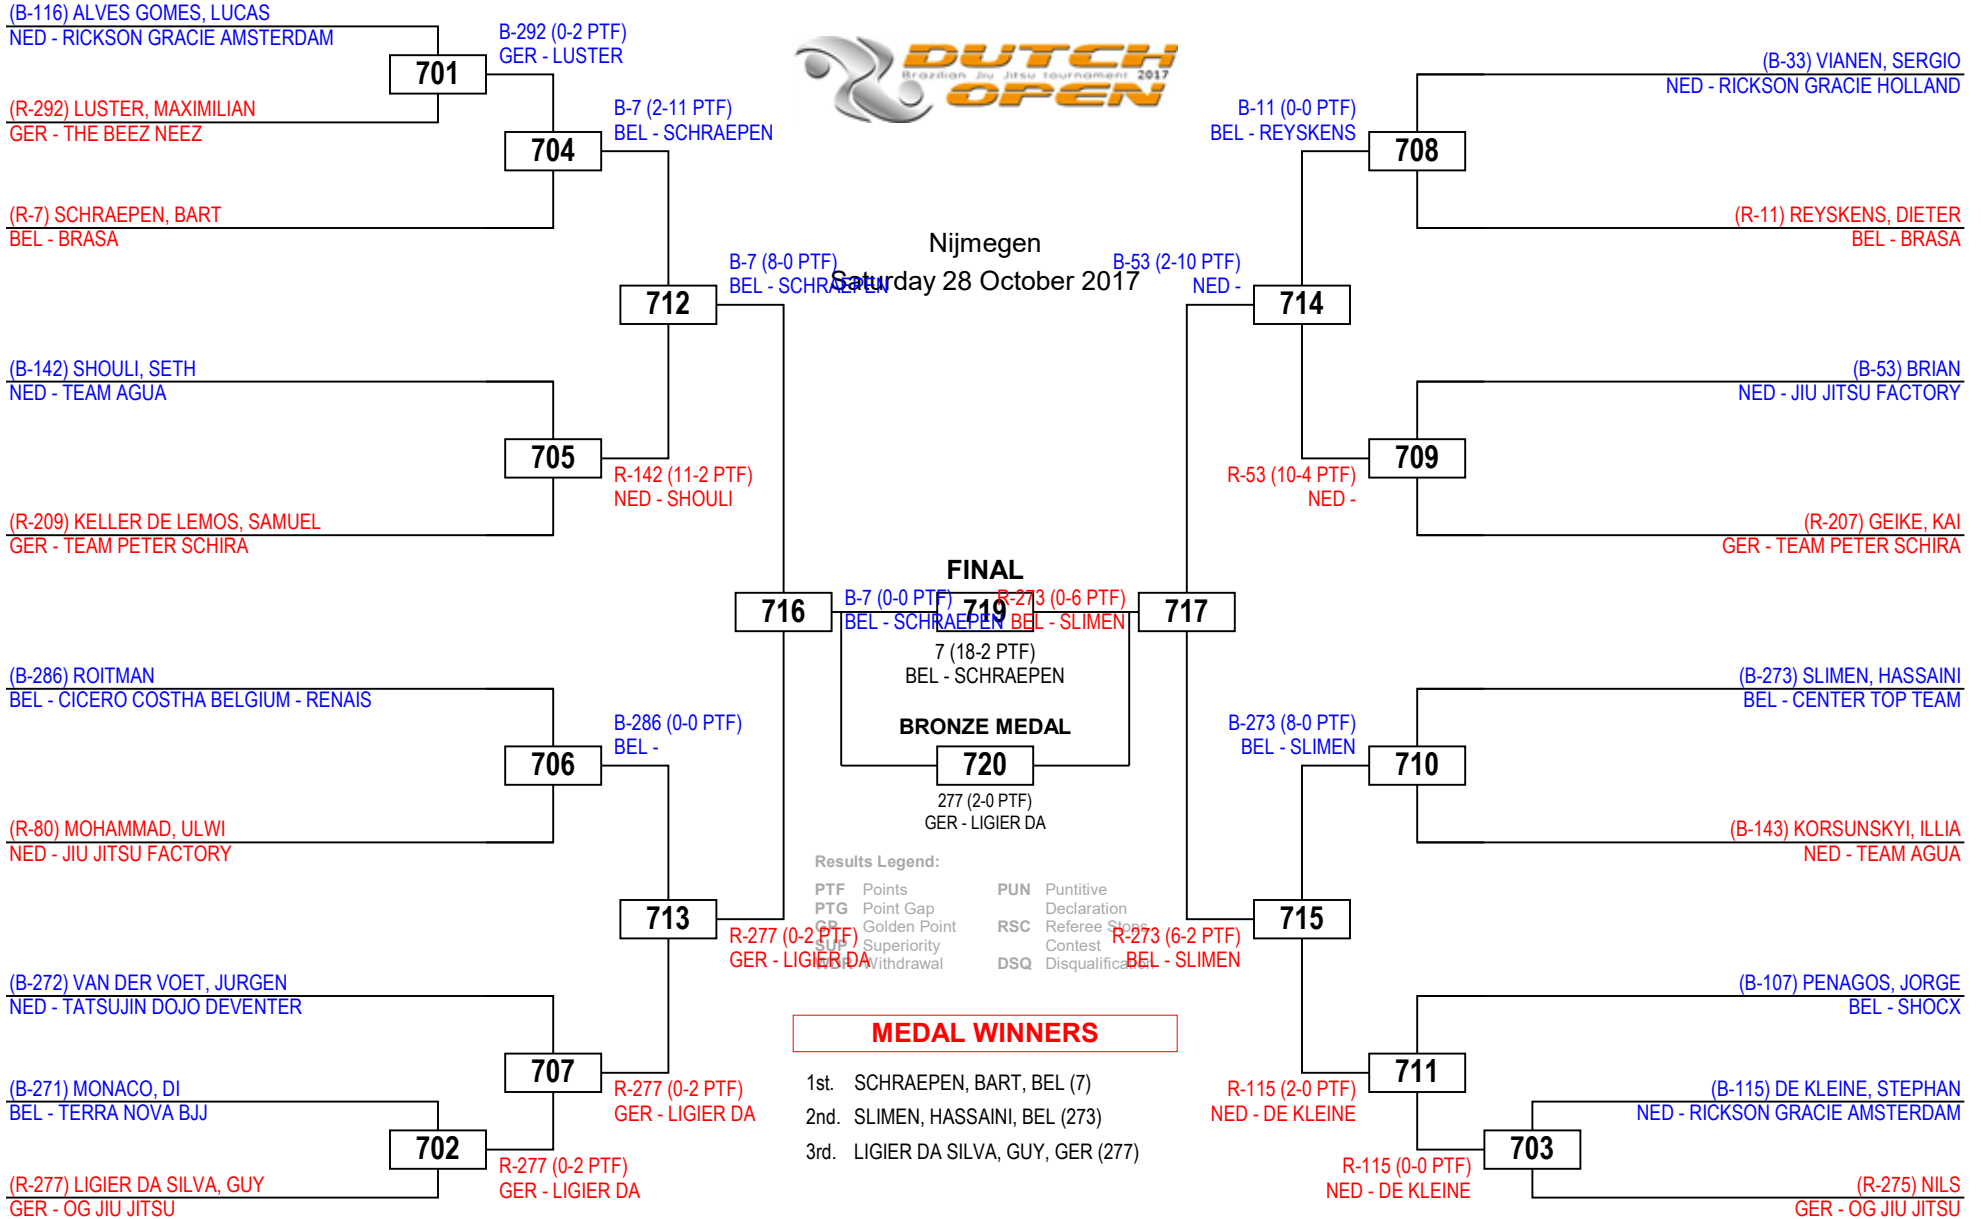 (B-116) ALVES GOMES, LUCAS
NED - RICKSON GRACIE AMSTERDAM
701
B-292 (0-2 PTF)
GER - LUSTER
(R-292) LUSTER, MAXIMILIAN
GER - THE BEEZ NEEZ
704
B-7 (2-11 PTF)
BEL - SCHRAEPEN
(R-7) SCHRAEPEN, BART
BEL - BRASA
712
B-7 (8-0 PTF)
BEL - SCHRAEPEN
(B-142) SHOULI, SETH
NED - TEAM AGUA
705
R-142 (11-2 PTF)
NED - SHOULI
(R-209) KELLER DE LEMOS, SAMUEL
GER - TEAM PETER SCHIRA
716
B-7 (0-0 PTF)
BEL - SCHRAEPEN
(B-286) ROITMAN
BEL - CICERO COSTHA BELGIUM - RENAIS
706
B-286 (0-0 PTF)
BEL -
(R-80) MOHAMMAD, ULWI
NED - JIU JITSU FACTORY
713
R-277 (0-2 PTF)
GER - LIGIER DA
(B-272) VAN DER VOET, JURGEN
NED - TATSUJIN DOJO DEVENTER
707
R-277 (0-2 PTF)
GER - LIGIER DA
(B-271) MONACO, DI
BEL - TERRA NOVA BJJ
702
R-277 (0-2 PTF)
GER - LIGIER DA
(R-277) LIGIER DA SILVA, GUY
GER - OG JIU JITSU
DUTCH
Brazilian Jiu Jitsu tournament 2017
OPEN
Nijmegen
Saturday 28 October 2017
FINAL
719
7 (18-2 PTF)
BEL - SCHRAEPEN
BRONZE MEDAL
720
277 (2-0 PTF)
GER - LIGIER DA
Results Legend:
PTF Points
PTG Point Gap
GP Golden Point
SUP Superiority
WDR Withdrawal
PUN Puntitive
Declaration
RSC Referee Stops
Contest
DSQ Disqualification
MEDAL WINNERS
1st. SCHRAEPEN, BART, BEL (7)
2nd. SLIMEN, HASSAINI, BEL (273)
3rd. LIGIER DA SILVA, GUY, GER (277)
(B-33) VIANEN, SERGIO
NED - RICKSON GRACIE HOLLAND
B-11 (0-0 PTF)
BEL - REYSKENS
708
(R-11) REYSKENS, DIETER
BEL - BRASA
B-53 (2-10 PTF)
NED -
714
(B-53) BRIAN
NED - JIU JITSU FACTORY
R-53 (10-4 PTF)
NED -
709
(R-207) GEIKE, KAI
GER - TEAM PETER SCHIRA
R-273 (0-6 PTF)
BEL - SLIMEN
717
(B-273) SLIMEN, HASSAINI
BEL - CENTER TOP TEAM
B-273 (8-0 PTF)
BEL - SLIMEN
710
(B-143) KORSUNSKYI, ILLIA
NED - TEAM AGUA
R-273 (6-2 PTF)
BEL - SLIMEN
715
(B-107) PENAGOS, JORGE
BEL - SHOCX
R-115 (2-0 PTF)
NED - DE KLEINE
711
(B-115) DE KLEINE, STEPHAN
NED - RICKSON GRACIE AMSTERDAM
R-115 (0-0 PTF)
NED - DE KLEINE
703
(R-275) NILS
GER - OG JIU JITSU